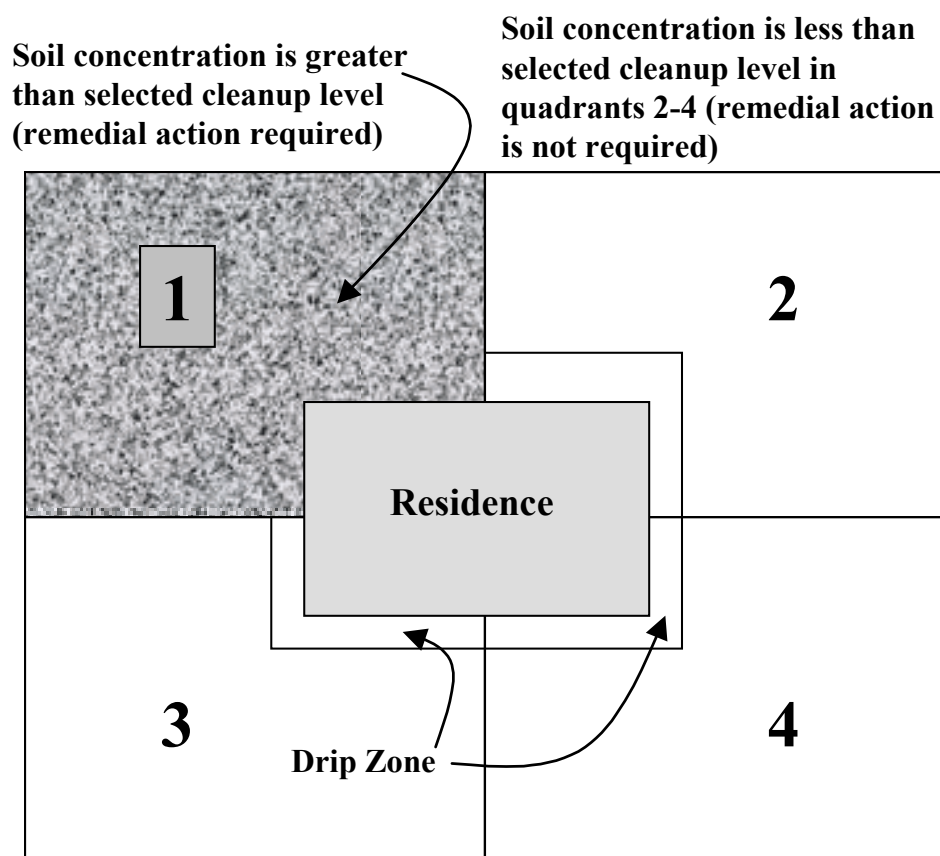 Soil concentration is greater
than selected cleanup level
(remedial action required)
Soil concentration is less than
selected cleanup level in
quadrants 2-4 (remedial action
is not required)
1
2
Residence
3
4
Drip Zone